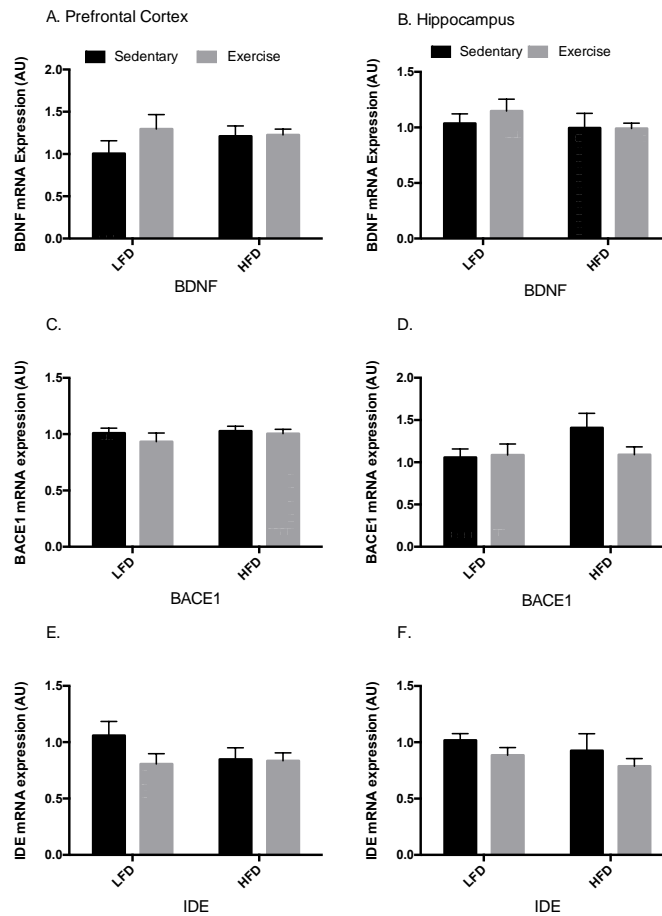 A. Prefrontal Cortex
B. Hippocampus
Sedentary Exercise
Sedentary Exercise
BDNF mRNA Expression (AU)
2.0
1.5
1.0
0.5
0.0
LFD
HFD
BDNF
BDNF mRNA Expression (AU)
1.5
1.0
0.5
0.0
LFD
HFD
BDNF
C.
BACE1 mRNA expression (AU)
1.5
1.0
0.5
0.0
LFD
HFD
BACE1
D.
BACE1 mRNA expression (AU)
2.0
1.5
1.0
0.5
0.0
LFD
HFD
BACE1
E.
IDE mRNA expression (AU)
1.5
1.0
0.5
0.0
LFD
HFD
IDE
F.
IDE mRNA expression (AU)
1.5
1.0
0.5
0.0
LFD
HFD
IDE